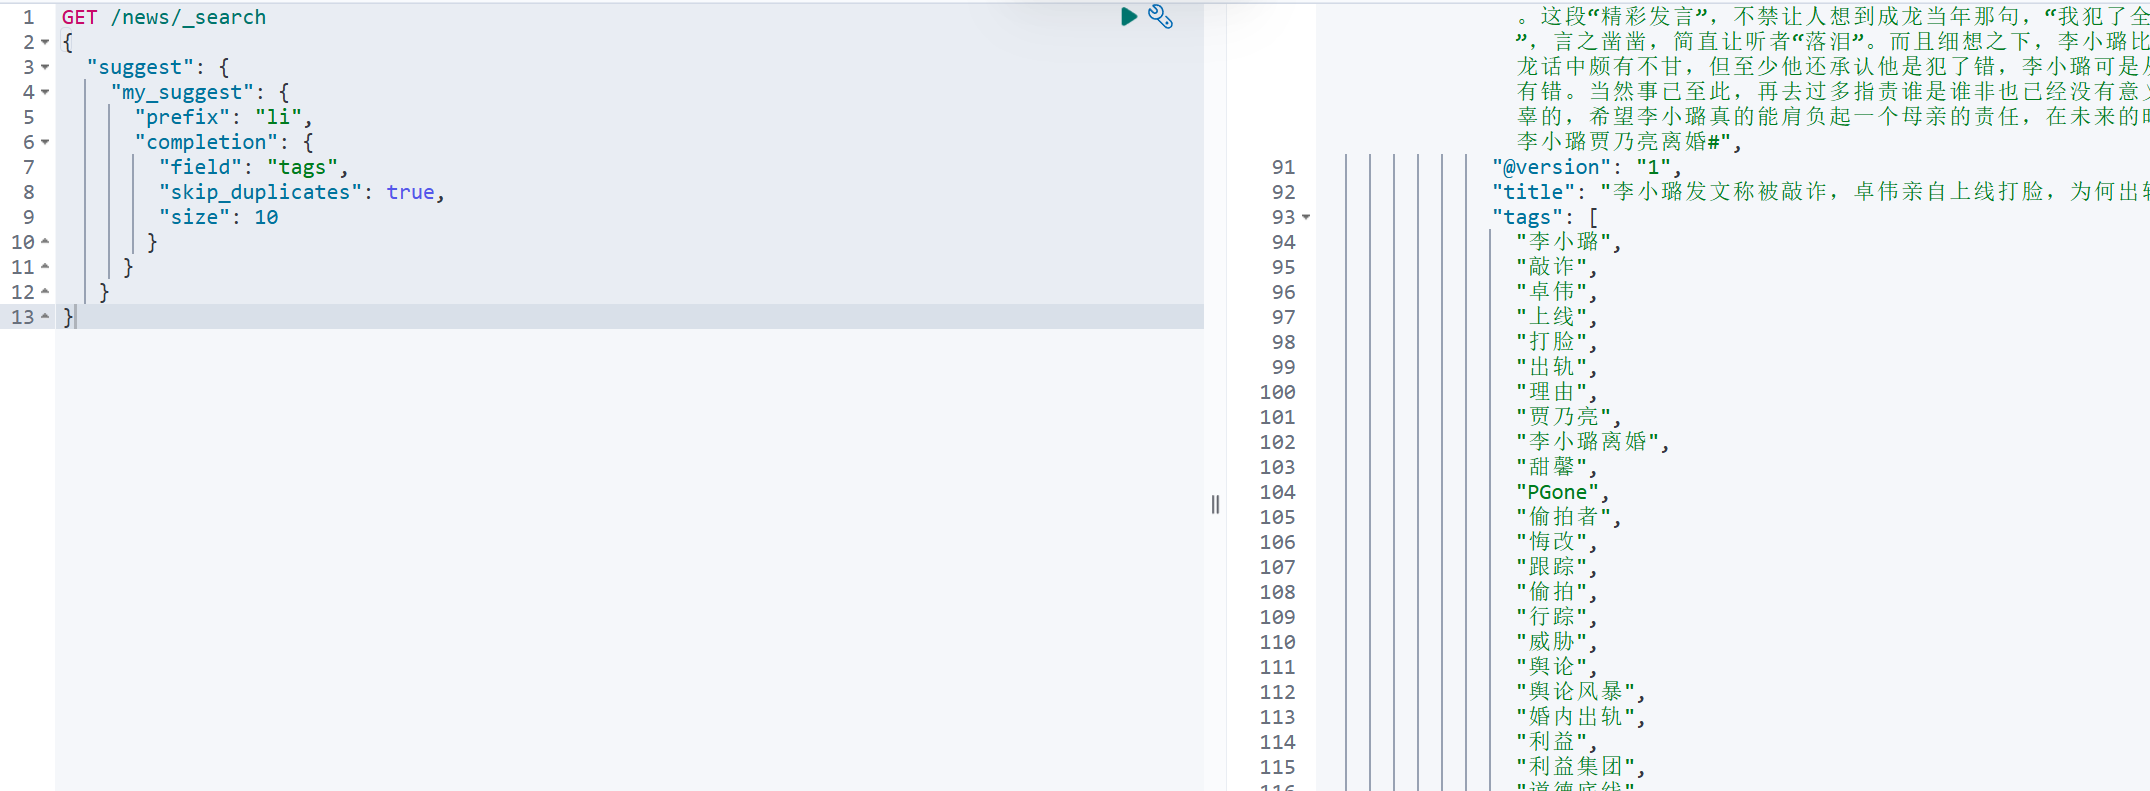 1 GET /news/_search
2 {
3 "suggest": {
4 "my_suggest": {
5 "prefix": "li",
6 "completion": {
7 "field": "tags",
8 "skip_duplicates": true,
9 "size": 10
10 }
11 }
12 }
13 }
。这段“精彩发言”，不禁让人想到成龙当年那句，“我犯了全
”，言之凿凿，简直让听者“落泪”。而且细想之下，李小璐比
龙话中颇有不甘，但至少他还承认他是犯了错，李小璐可是
有错。当然事已至此，再去过多指责谁是谁非也已经没有意
辜的，希望李小璐真的能肩负起一个母亲的责任，在未来的
李小璐贾乃亮离婚#",
91 "@version": "1",
92 "title": "李小璐发文称被敲诈，卓伟亲自上线打脸，为何出
93 "tags": [
94 "李小璐",
95 "敲诈",
96 "卓伟",
97 "上线",
98 "打脸",
99 "出轨",
100 "理由",
101 "贾乃亮",
102 "李小璐离婚",
103 "甜馨",
104 "PGone",
105 "偷拍者",
106 "悔改",
107 "跟踪",
108 "偷拍",
109 "行踪",
110 "威胁",
111 "舆论",
112 "舆论风暴",
113 "婚内出轨",
114 "利益",
115 "利益集团",